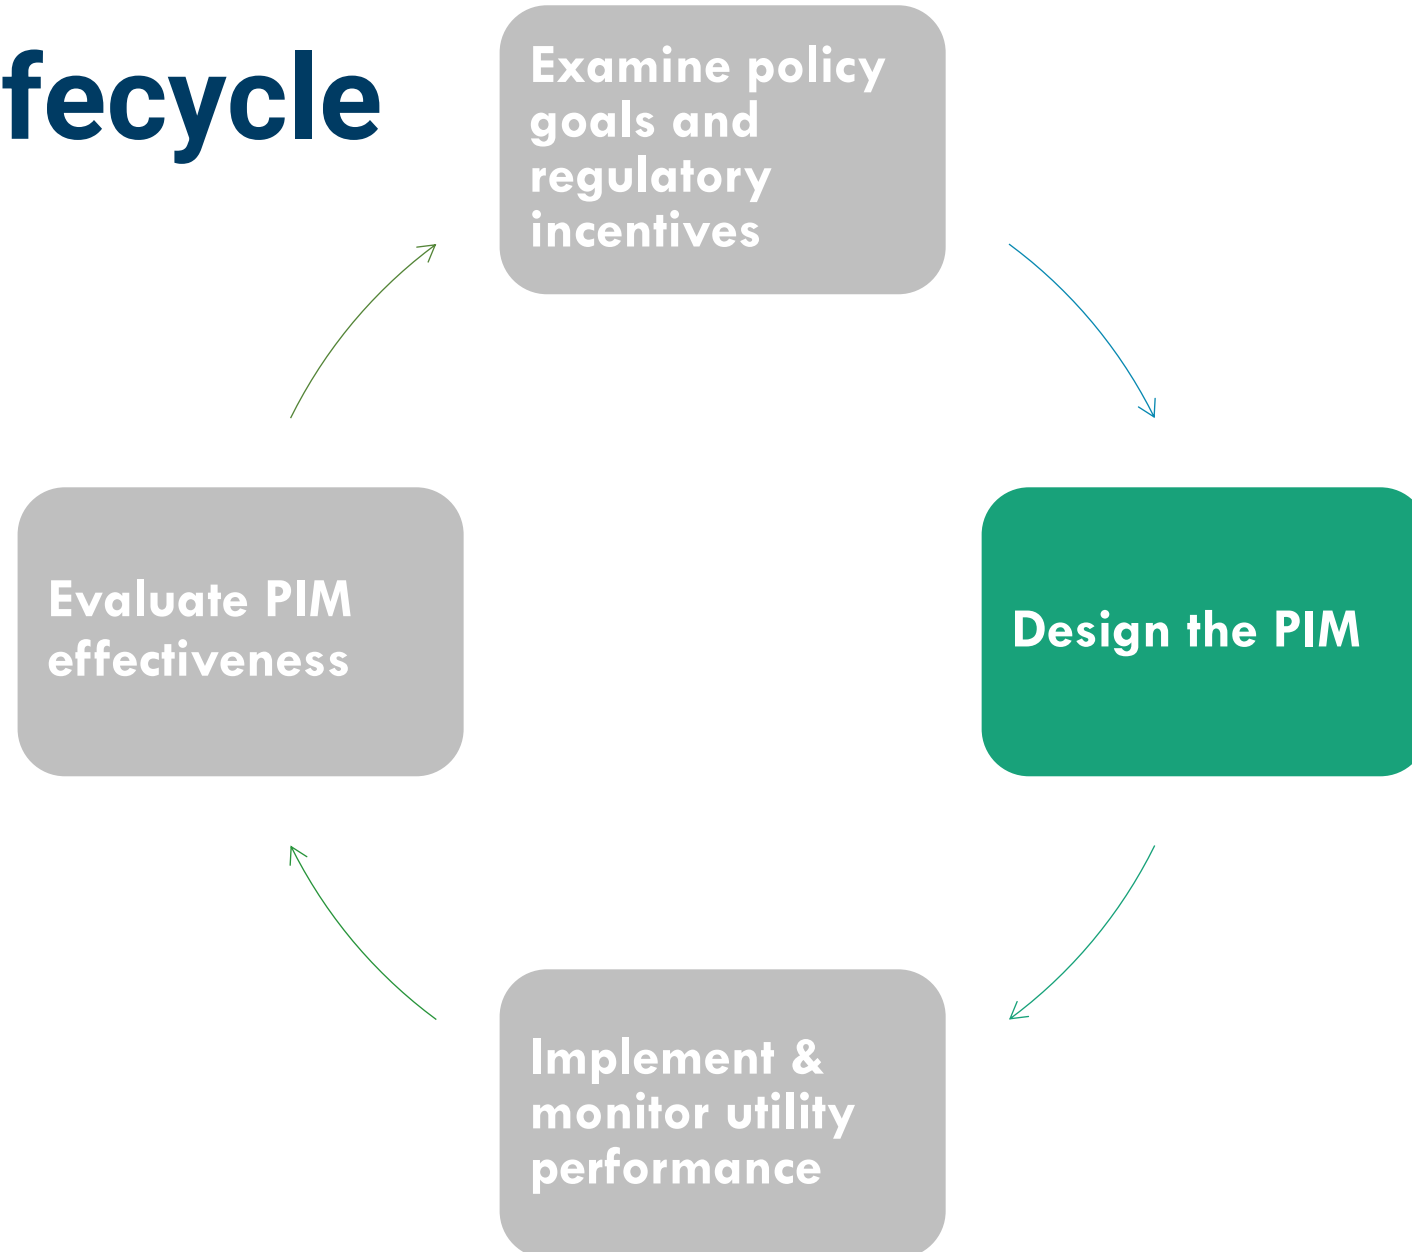 fecycle
Examine policy
goals and
regulatory
incentives
Evaluate PIM
effectiveness
Design the PIM
Implement &
monitor utility
performance